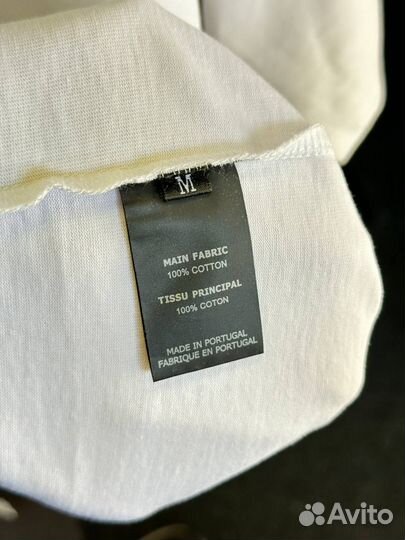 M
MAIN FABRIC
100% COTTON
TISSU PRINCIPAL
100% COTON
MADE IN PORTUGAL
FABRIQUE EN PORTUGAL
Avito